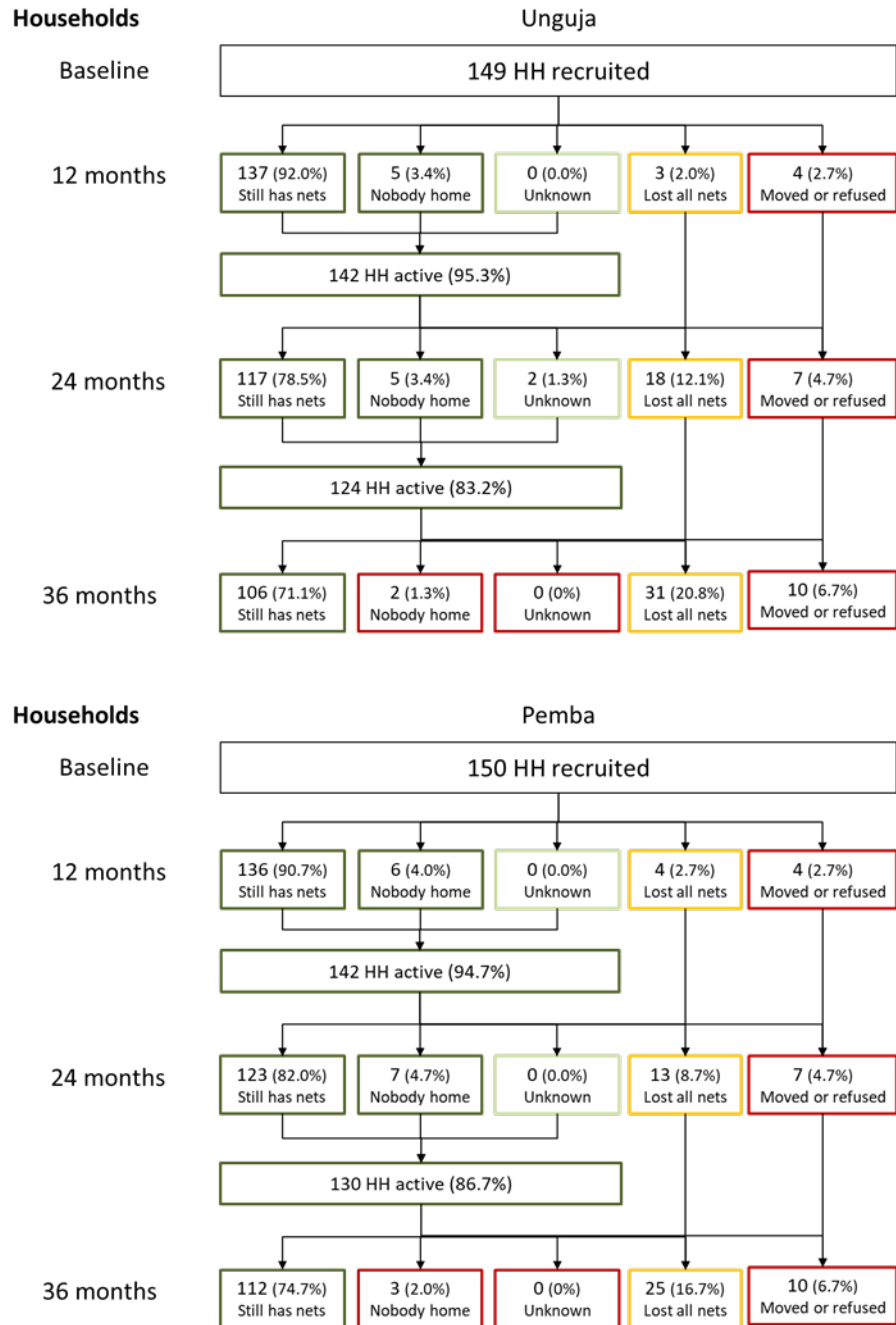 Households Unguja
Baseline 149 HH recruited
12 months
137 (92.0%) 5 (3.4%) 0 (0.0%) 3 (2.0%) 4 (2.7%)
Still has nets Nobody home Unknown Lost all nets Moved or refused
142 HH active (95.3%)
24 months
117 (78.5%) 5 (3.4%) 2 (1.3%) 18 (12.1%) 7 (4.7%)
Still has nets Nobody home Unknown Lost all nets Moved or refused
124 HH active (83.2%)
36 months
106 (71.1%) 2 (1.3%) 0 (0%) 31 (20.8%) 10 (6.7%)
Still has nets Nobody home Unknown Lost all nets Moved or refused
Households Pemba
Baseline 150 HH recruited
12 months
136 (90.7%) 6 (4.0%) 0 (0.0%) 4 (2.7%) 4 (2.7%)
Still has nets Nobody home Unknown Lost all nets Moved or refused
142 HH active (94.7%)
24 months
123 (82.0%) 7 (4.7%) 0 (0.0%) 13 (8.7%) 7 (4.7%)
Still has nets Nobody home Unknown Lost all nets Moved or refused
130 HH active (86.7%)
36 months
112 (74.7%) 3 (2.0%) 0 (0%) 25 (16.7%) 10 (6.7%)
Still has nets Nobody home Unknown Lost all nets Moved or refused